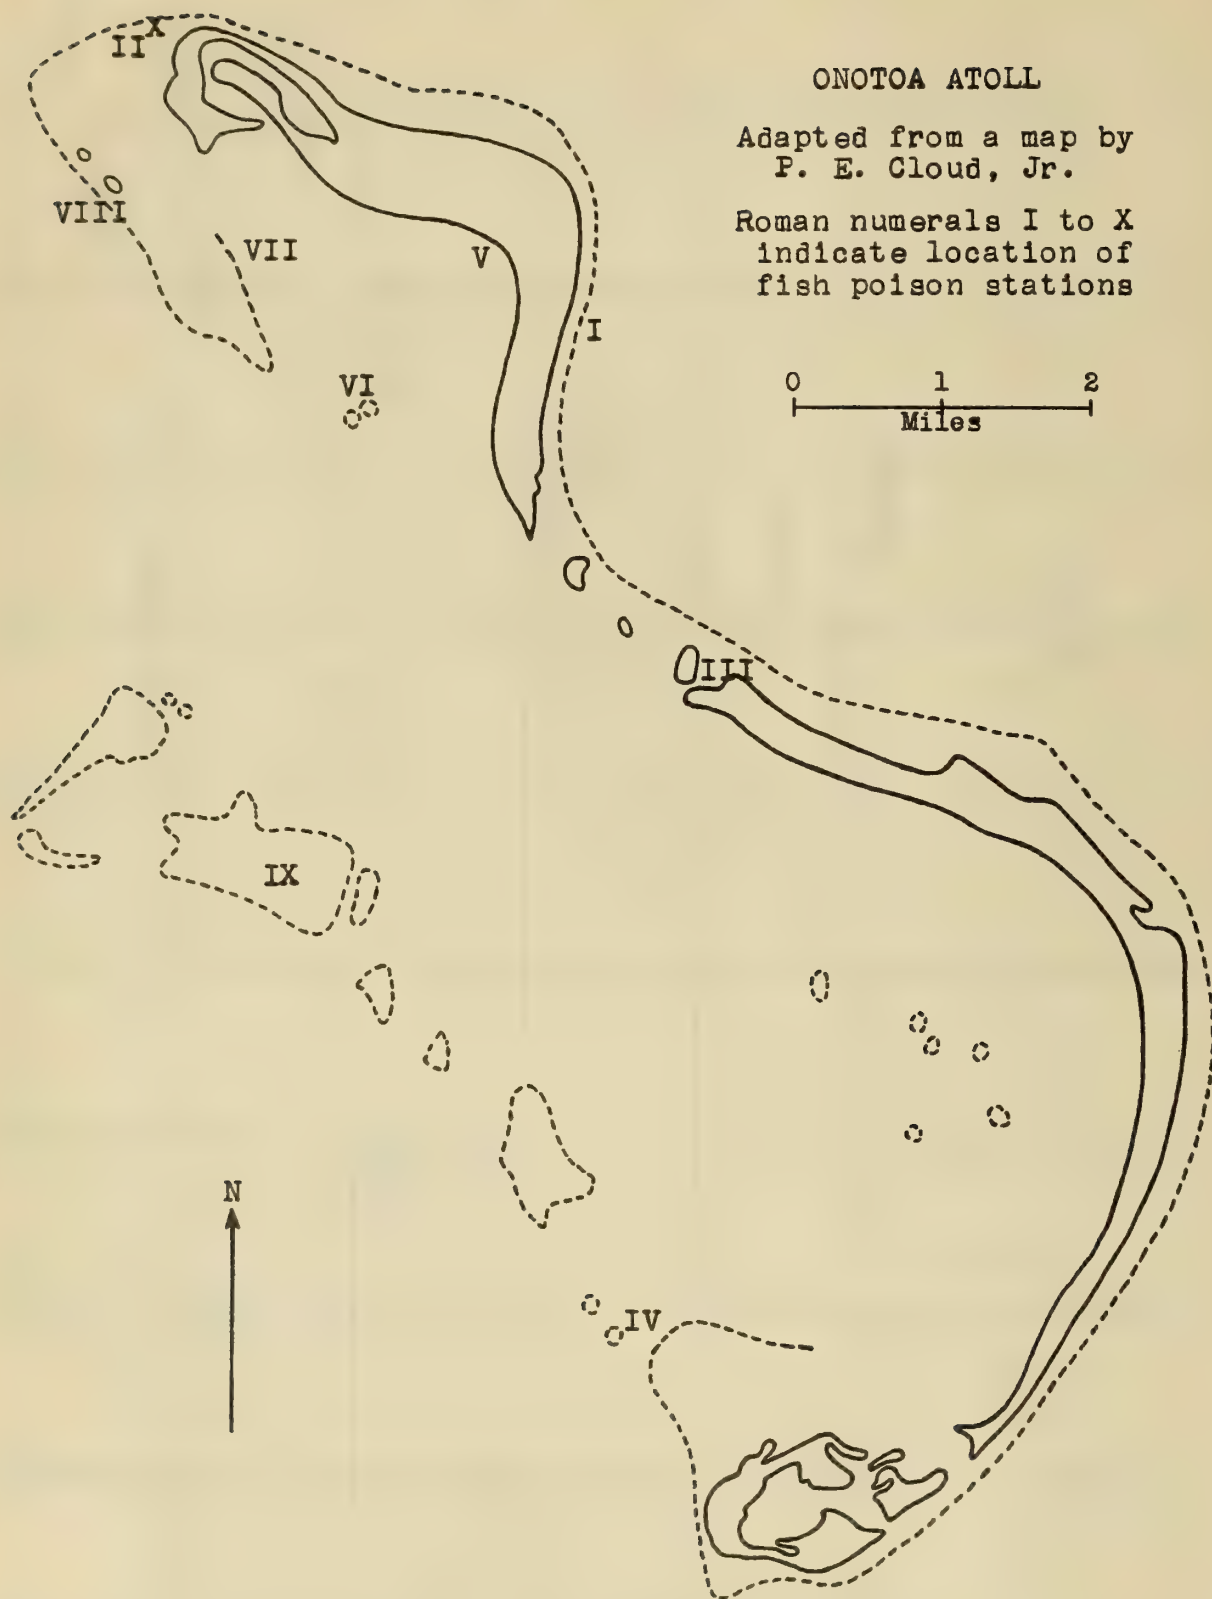 ONOTOA ATOLL
Adapted from a map by
P. E. Cloud, Jr.
Roman numerals I to X
indicate location of
fish poison stations
0 1 2
Miles
X
II
VIII
VII
V
I
VI
III
IX
N
IV